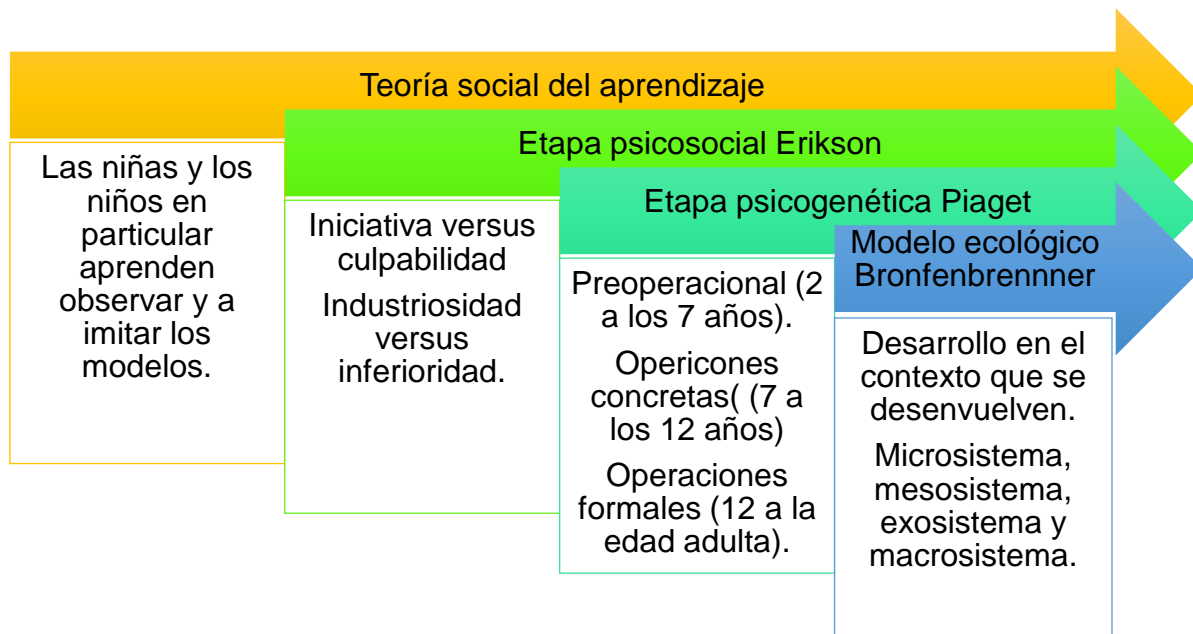 Teoría social del aprendizaje
Las niñas y los
niños en
particular
aprenden
observar y a
imitar los
modelos.
Etapa psicosocial Erikson
Iniciativa versus
culpabilidad
Industriosidad
versus
inferioridad.
Etapa psicogenética Piaget
Preoperacional (2
a los 7 años).
Opericones
concretas( (7 a
los 12 años)
Operaciones
formales (12 a la
edad adulta).
Modelo ecológico
Bronfenbrennner
Desarrollo en el
contexto que se
desenvuelven.
Microsistema,
mesosistema,
exosistema y
macrosistema.